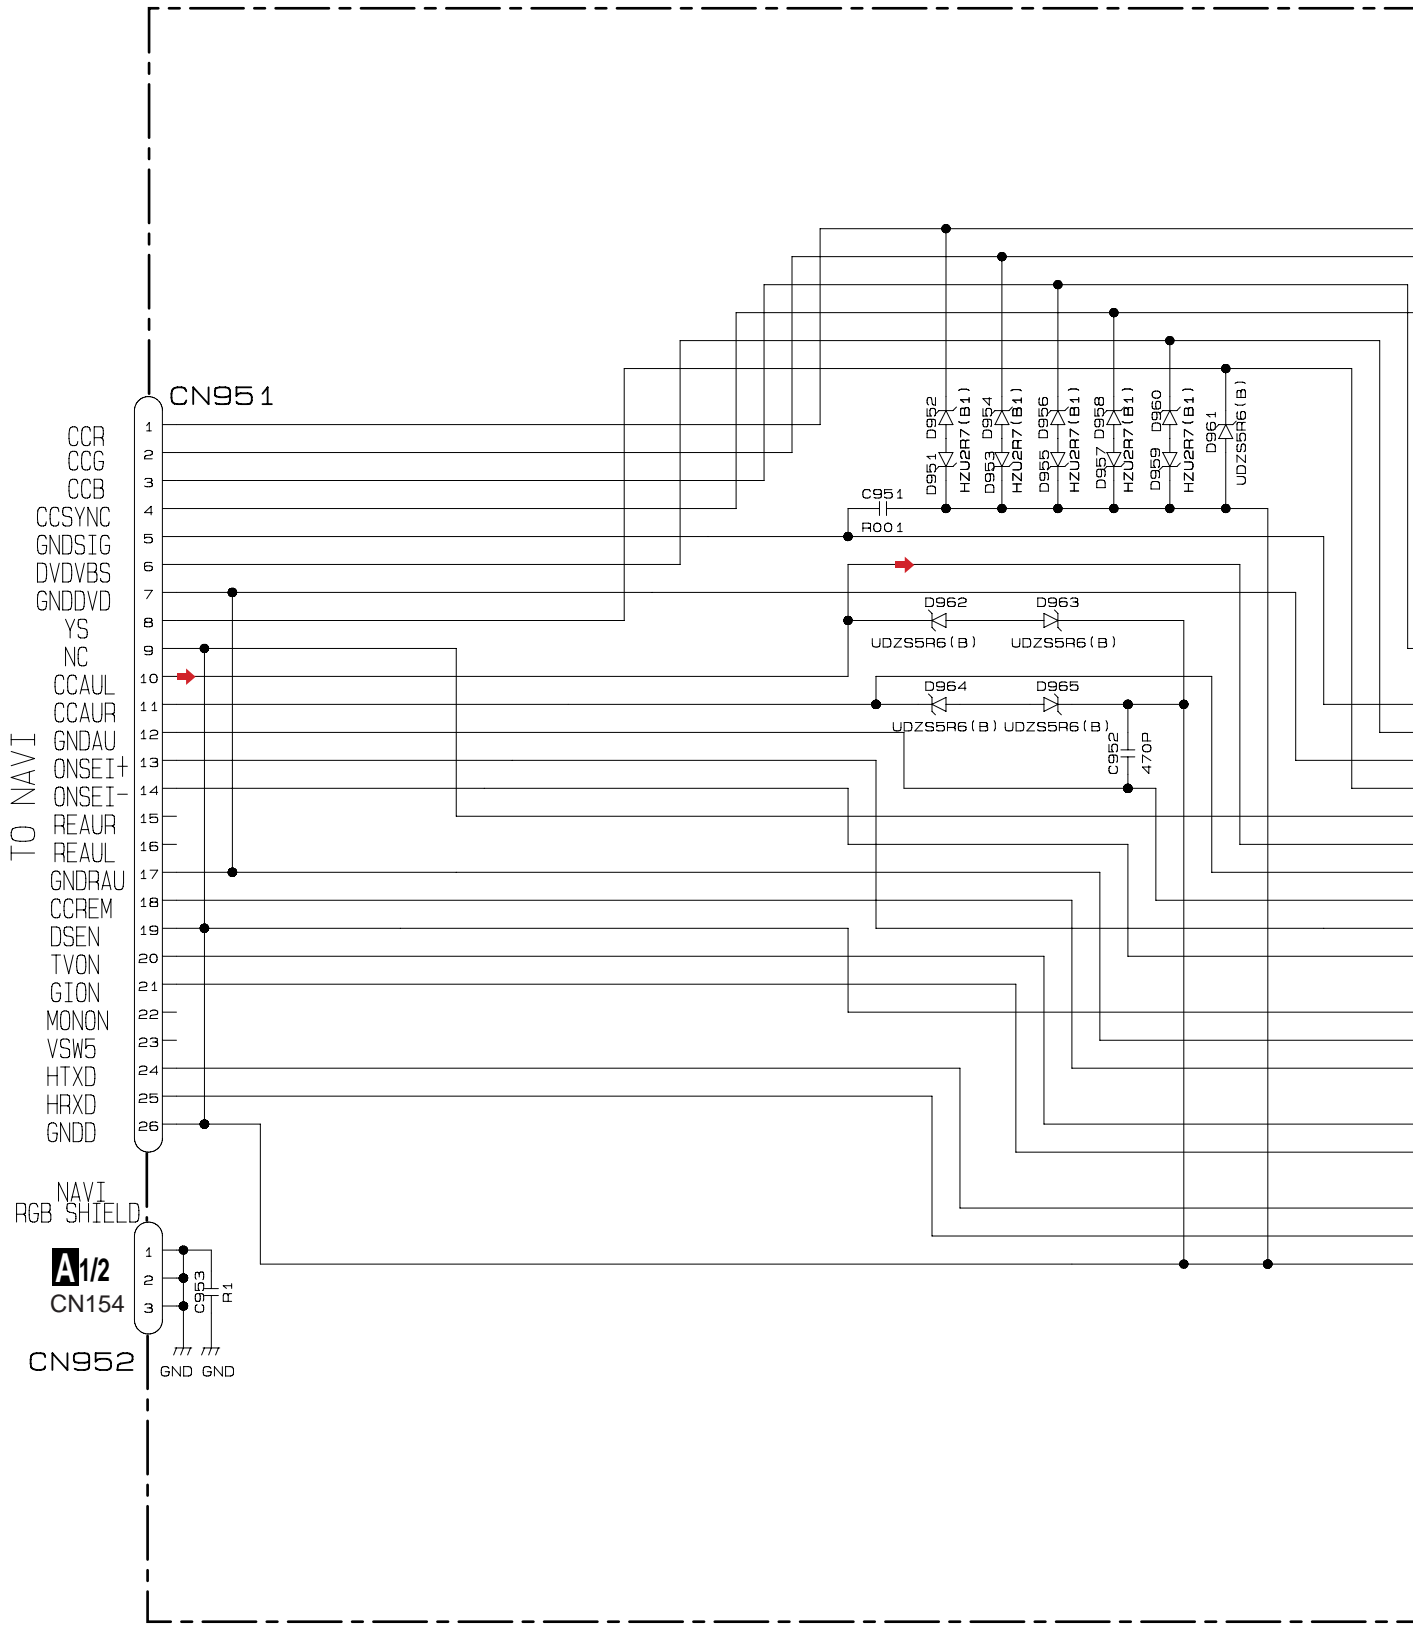 CN951
TO NAVI
CCR 1
CCG 2
CCB 3
CCSYNC 4
GNDSIG 5
DVDVBS 6
GNDDVD 7
YS 8
NC 9
CCAUL 10
CCAUR 11
GNDAU 12
ONSEI+ 13
ONSEI- 14
REAUR 15
REAUL 16
GNDRAU 17
CCREM 18
DSEN 19
TVON 20
GION 21
MONON 22
VSW5 23
HTXD 24
HRXD 25
GNDD 26
D952
D951
HZU2R7(B1)
D954
D953
HZU2R7(B1)
D956
D955
HZU2R7(B1)
D958
D957
HZU2R7(B1)
D960
D959
HZU2R7(B1)
D961
UDZS5R6(B)
C951
R001
D962 D963
UDZS5R6(B) UDZS5R6(B)
D964 D965
UDZS5R6(B) UDZS5R6(B)
C952
470P
NAVI
RGB SHIELD
1
2
3
A 1/2
CN154
CN952
C953
R1
GND GND